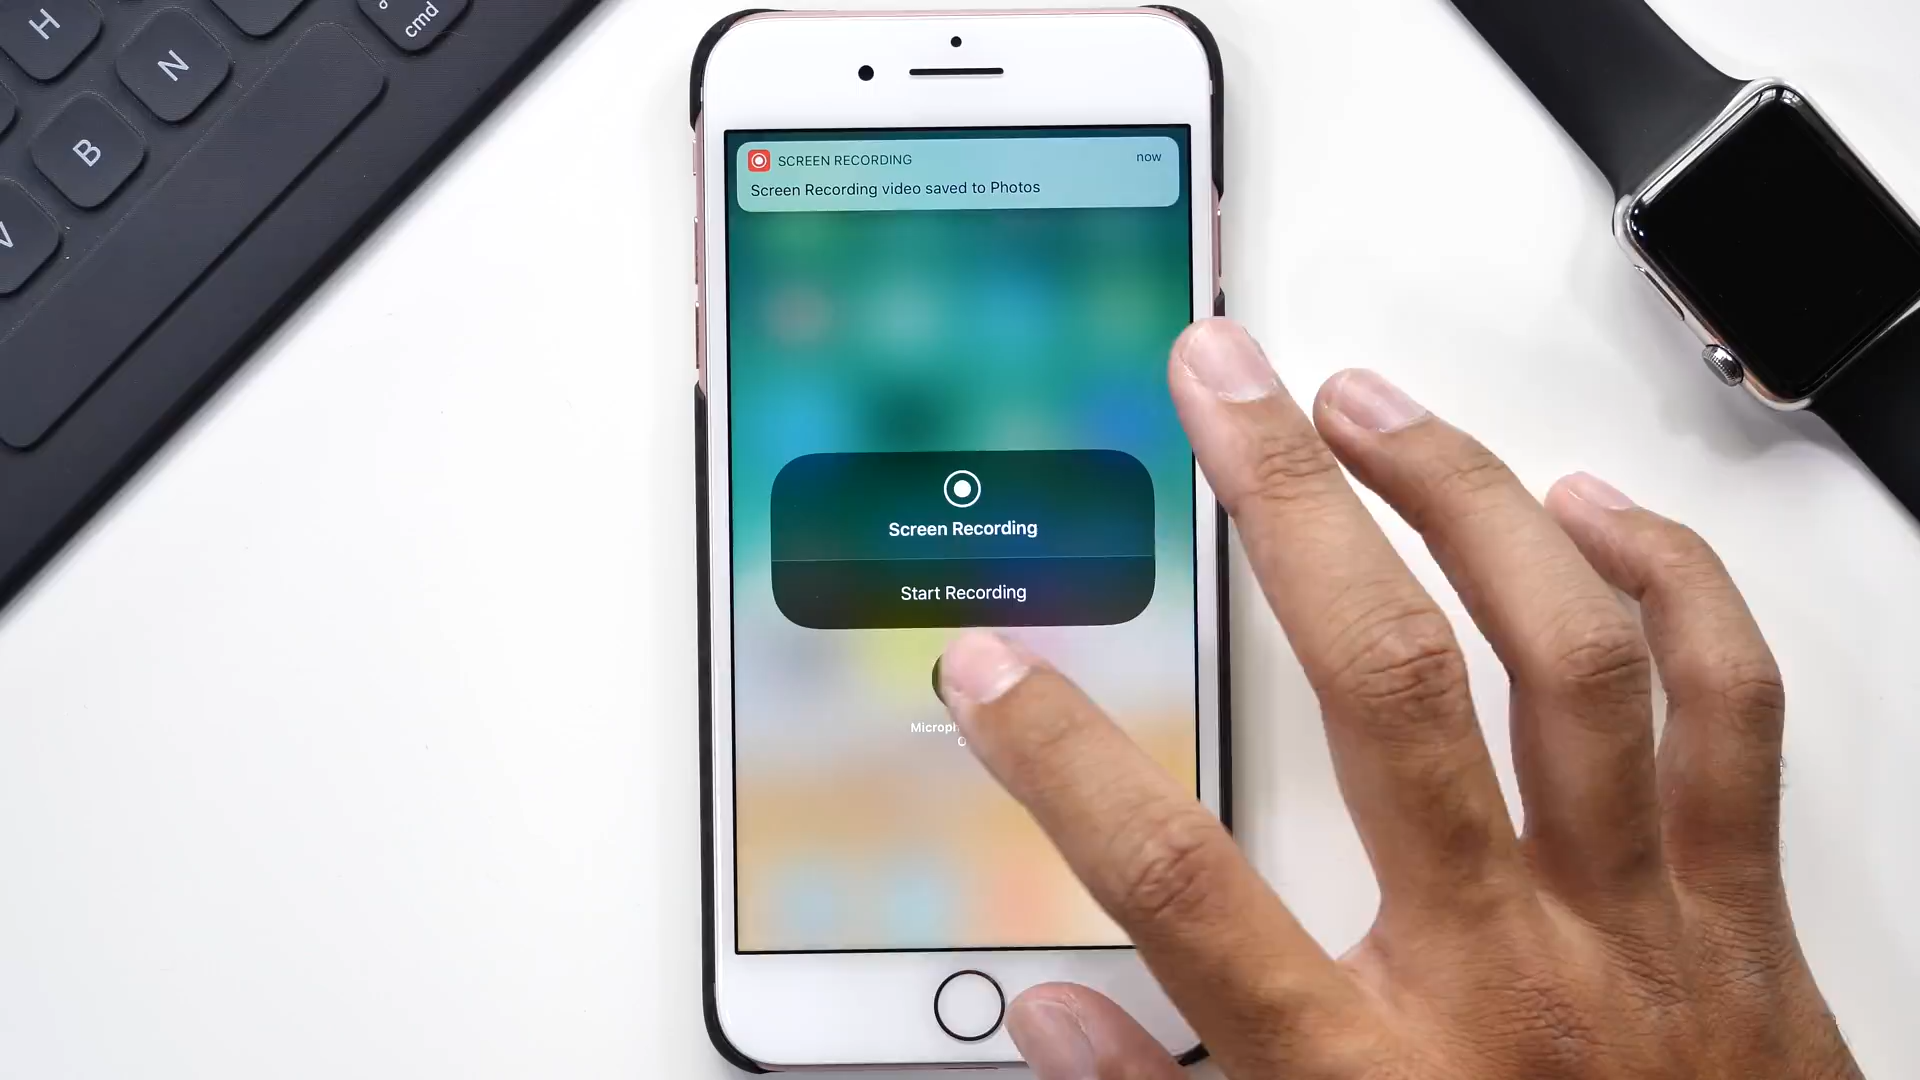 H
N
B
V
cmd
SCREEN RECORDING
now
Screen Recording video saved to Photos
Screen Recording
Start Recording